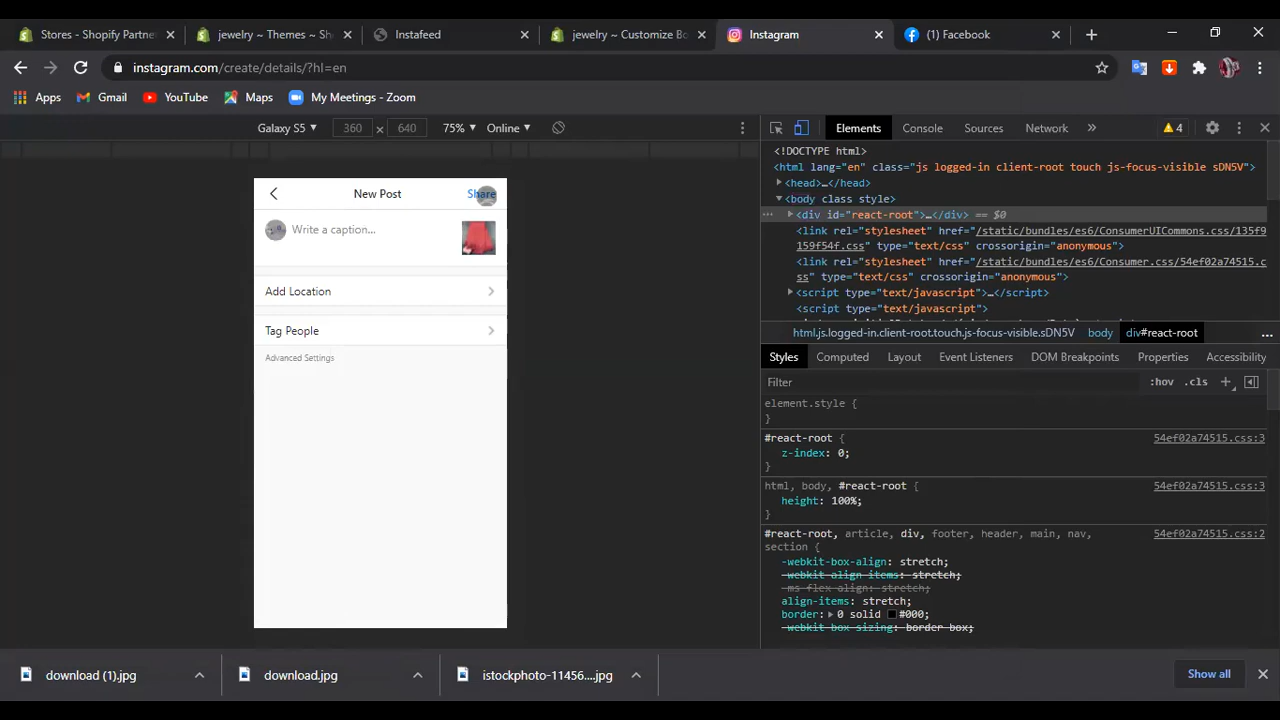 Stores - Shopify Partne
jewelry ~ Themes ~ Sh
Instafeed
jewelry ~ Customize Bo
Instagram
(1) Facebook
instagram.com/create/details/?hl=en
Apps
Gmail
YouTube
Maps
My Meetings - Zoom
Galaxy S5
360
×
640
75%
Online
Elements
Console
Sources
Network
»
4
New Post
Share
Write a caption...
Add Location
Tag People
Advanced Settings
<!DOCTYPE html>
<html lang="en" class="js logged-in client-root touch js-focus-visible sDN5V">
<head>…</head>
<body class style>
<div id="react-root">…</div> == $0
<link rel="stylesheet" href="/static/bundles/es6/ConsumerUICommons.css/135f9
159fa54f.css" type="text/css" crossorigin="anonymous">
<link rel="stylesheet" href="/static/bundles/es6/Consumer.css/54ef02a74515.c
ss" type="text/css" crossorigin="anonymous">
<script type="text/javascript">…</script>
<script type="text/javascript">
html.js.logged-in.client-root.touch.js-focus-visible.sDN5V
body
div#react-root
...
Styles
Computed
Layout
Event Listeners
DOM Breakpoints
Properties
Accessibility
Filter
:hov
.cls
+
element.style {
}
#react-root {
54ef02a74515.css:3
z-index: 0;
}
html, body, #react-root {
54ef02a74515.css:3
height: 100%;
}
#react-root, article, div, footer, header, main, nav,
54ef02a74515.css:2
section {
-webkit-box-align: stretch;
-webkit-align-items: stretch;
-ms-flex-align: stretch;
align-items: stretch;
border: 0 solid #000;
-webkit-box-sizing: border-box;
download (1).jpg
download.jpg
istockphoto-11456....jpg
Show all